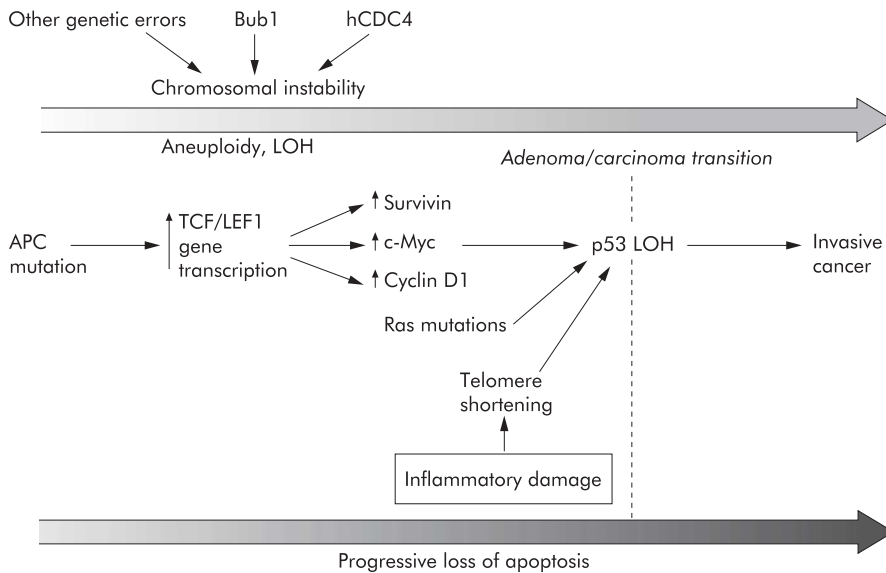 Other genetic errors
Bub1
hCDC4
Chromosomal instability
Aneuploidy, LOH
Adenoma/carcinoma transition
APC
mutation
TCF/LEF1
gene
transcription
Survivin
c-Myc
Cyclin D1
p53 LOH
Invasive
cancer
Ras mutations
Telomere
shortening
Inflammatory damage
Progressive loss of apoptosis